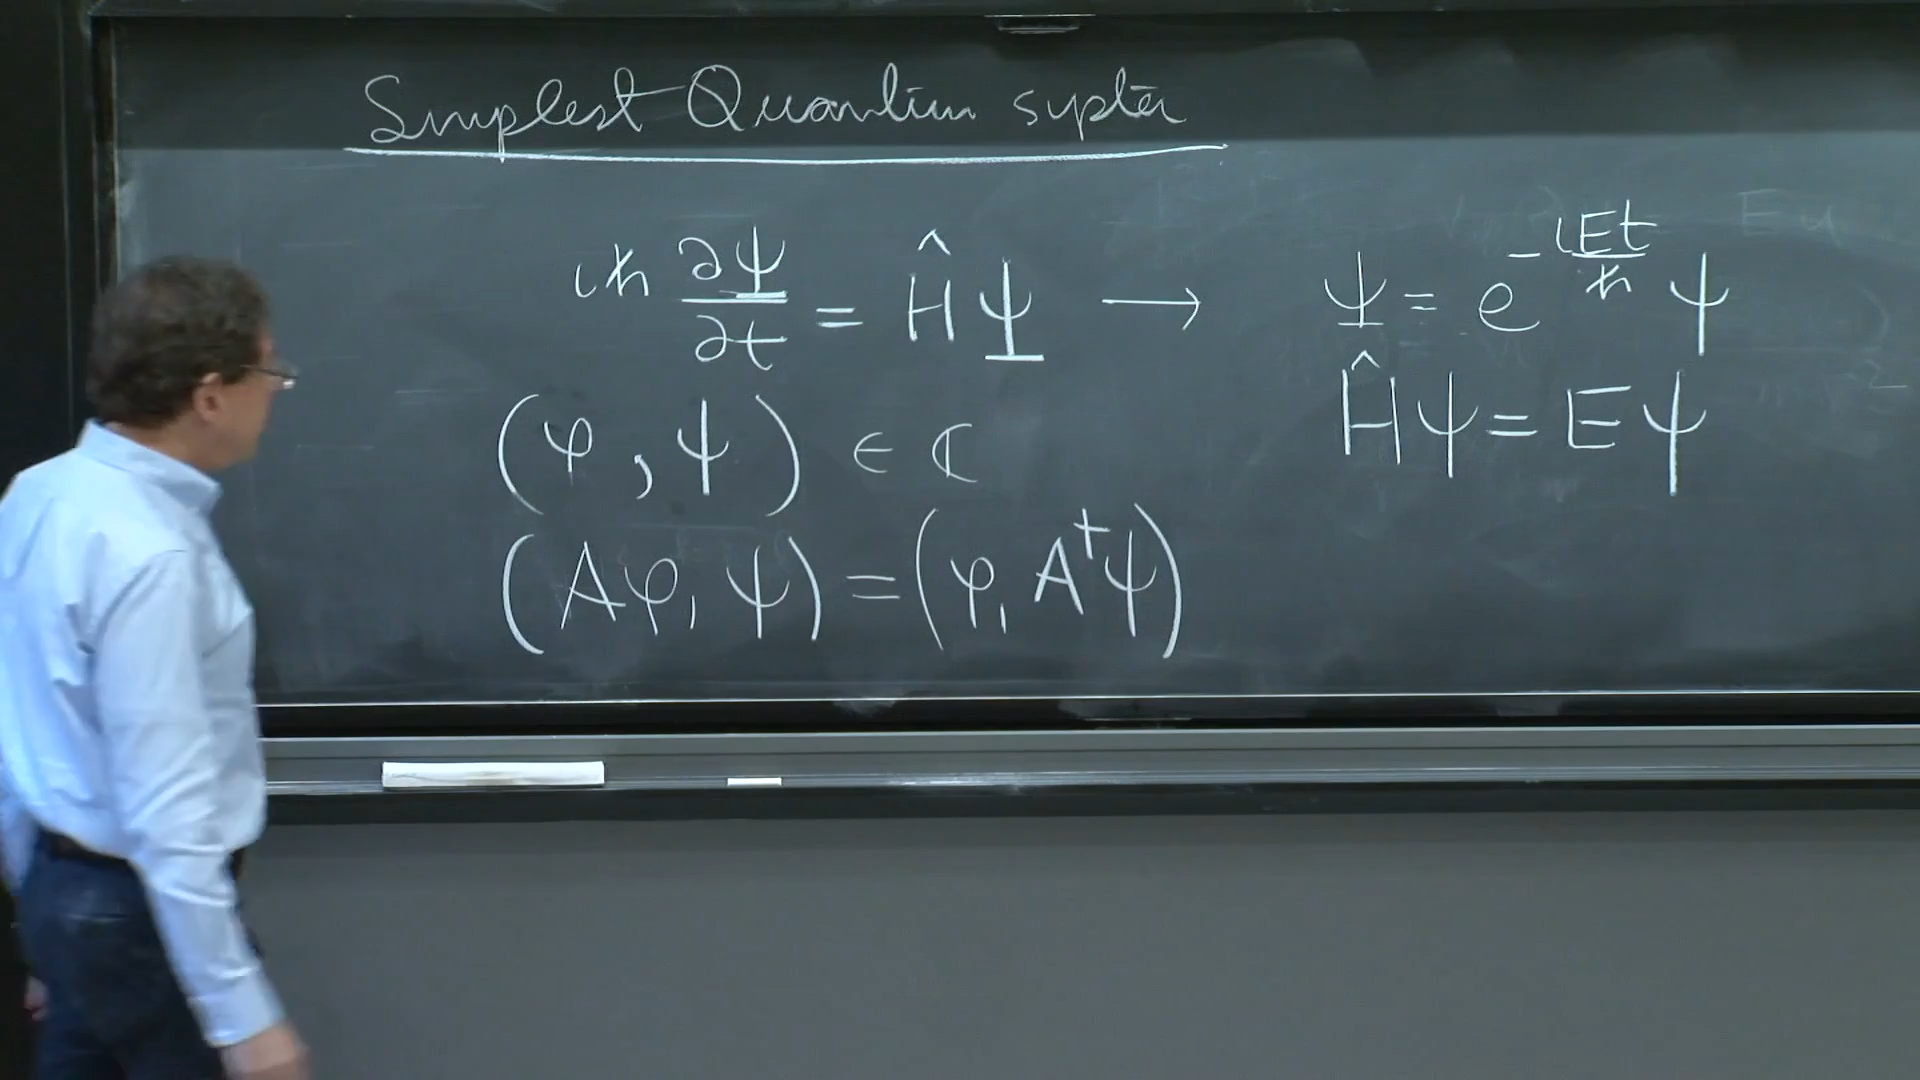 Simplest Quantum system
iħ ∂Ψ/∂t = ĤΨ → Ψ = e^{-iEt/ħ} ψ
(φ, ψ) ∈ ℂ
Ĥψ = Eψ
(Aφ, ψ) = (φ, A†ψ)